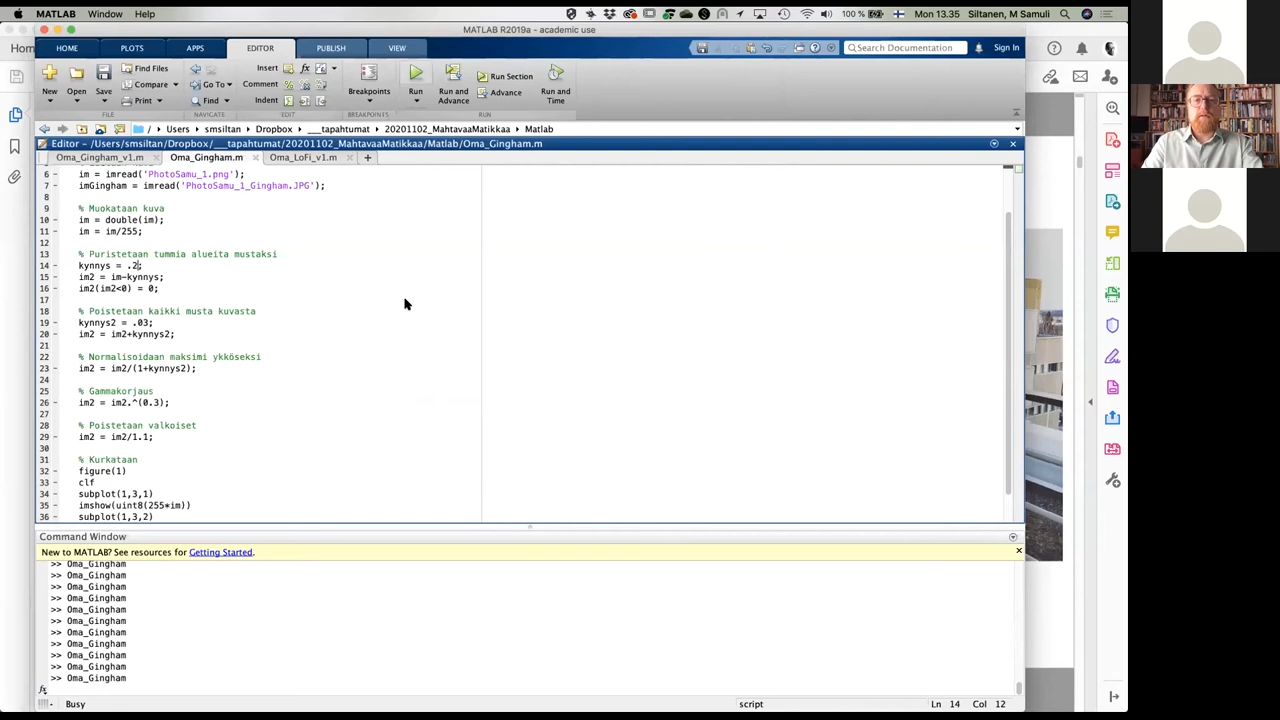 MATLAB Window Help 100 % Mon 13.35 Siltanen, M Samuli
MATLAB R2019a - academic use
HOME PLOTS APPS EDITOR PUBLISH VIEW Search Documentation Sign In
New Open Save Find Files Compare Print Go To Find Insert Comment Indent fx Breakpoints Run Run and Advance Run Section Advance Run and Time
FILE NAVIGATE EDIT BREAKPOINTS RUN
/ Users smsiltan Dropbox ___tapahtumat 20201102_MahtavaaMatikkaa Matlab
Editor - /Users/smsiltan/Dropbox/___tapahtumat/20201102_MahtavaaMatikkaa/Matlab/Oma_Gingham.m
Oma_Gingham_v1.m Oma_Gingham.m Oma_LoFi_v1.m
6 - im = imread('PhotoSamu_1.png');
7 - imGingham = imread('PhotoSamu_1_Gingham.JPG');
8
9 % Muokataan kuva
10 - im = double(im);
11 - im = im/255;
12
13 % Puristetaan tummia alueita mustaksi
14 - kynnys = .2;
15 - im2 = im-kynnys;
16 - im2(im2<0) = 0;
17
18 % Poistetaan kaikki musta kuvasta
19 - kynnys2 = .03;
20 - im2 = im2+kynnys2;
21
22 % Normalisoidaan maksimi ykköseksi
23 - im2 = im2/(1+kynnys2);
24
25 % Gammakorjaus
26 - im2 = im2.^(0.3);
27
28 % Poistetaan valkoiset
29 - im2 = im2/1.1;
30
31 % Kurkataan
32 - figure(1)
33 - clf
34 - subplot(1,3,1)
35 - imshow(uint8(255*im))
36 - subplot(1,3,2)
Command Window
New to MATLAB? See resources for Getting Started.
>> Oma_Gingham
>> Oma_Gingham
>> Oma_Gingham
>> Oma_Gingham
>> Oma_Gingham
>> Oma_Gingham
>> Oma_Gingham
>> Oma_Gingham
>> Oma_Gingham
>> Oma_Gingham
>> Oma_Gingham
fx
Busy script Ln 14 Col 12